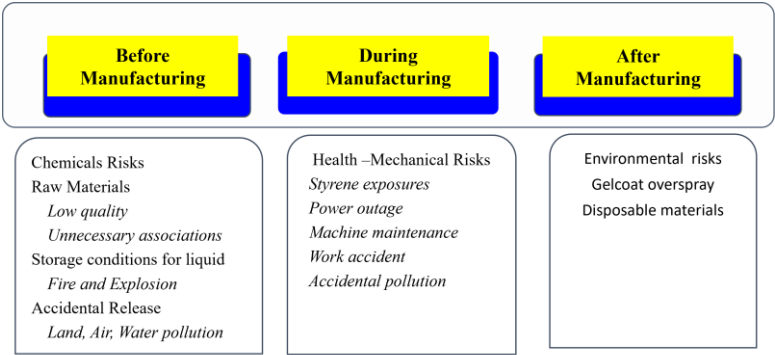 Before
Manufacturing
During
Manufacturing
After
Manufacturing
Chemicals Risks
Raw Materials
Low quality
Unnecessary associations
Storage conditions for liquid
Fire and Explosion
Accidental Release
Land, Air, Water pollution
Health –Mechanical Risks
Styrene exposures
Power outage
Machine maintenance
Work accident
Accidental pollution
Environmental risks
Gelcoat overspray
Disposable materials